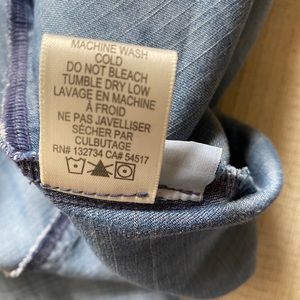 MACHINE WASH
COLD
DO NOT BLEACH
TUMBLE DRY LOW
LAVAGE EN MACHINE
À FROID
NE PAS JAVELLISER
SÉCHER PAR
CULBUTAGE
RN# 132734 CA# 54517